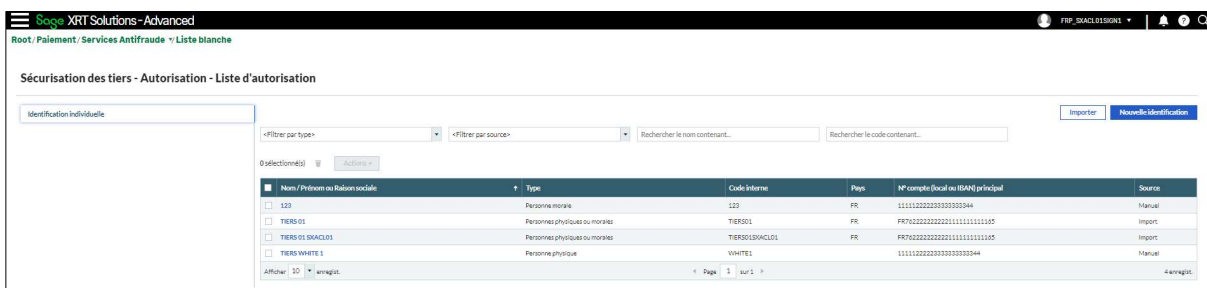 Sage XRT Solutions - Advanced FRP_SXACL01SIGN1
Root / Paiement / Services Antifraude / Liste blanche
Sécurisation des tiers - Autorisation - Liste d'autorisation
Identification individuelle
Importer Nouvelle identification
<Filtrer par type> <Filtrer par source> Rechercher le nom contenant... Rechercher le code contenant...
0 sélectionné(s) Actions
Nom / Prénom ou Raison sociale Type Code interne Pays N° compte (local ou IBAN) principal Source
123 Personne morale 123 FR Manuel
TIERS 01 Personnes physiques ou morales TIERS01 FR Import
TIERS 01 SXACL01 Personnes physiques ou morales TIERS01SXACL01 FR Import
TIERS WHITE 1 Personne physique WHITE1 Manuel
Afficher 10 enregist. Page 1 sur 1 4 enregist.